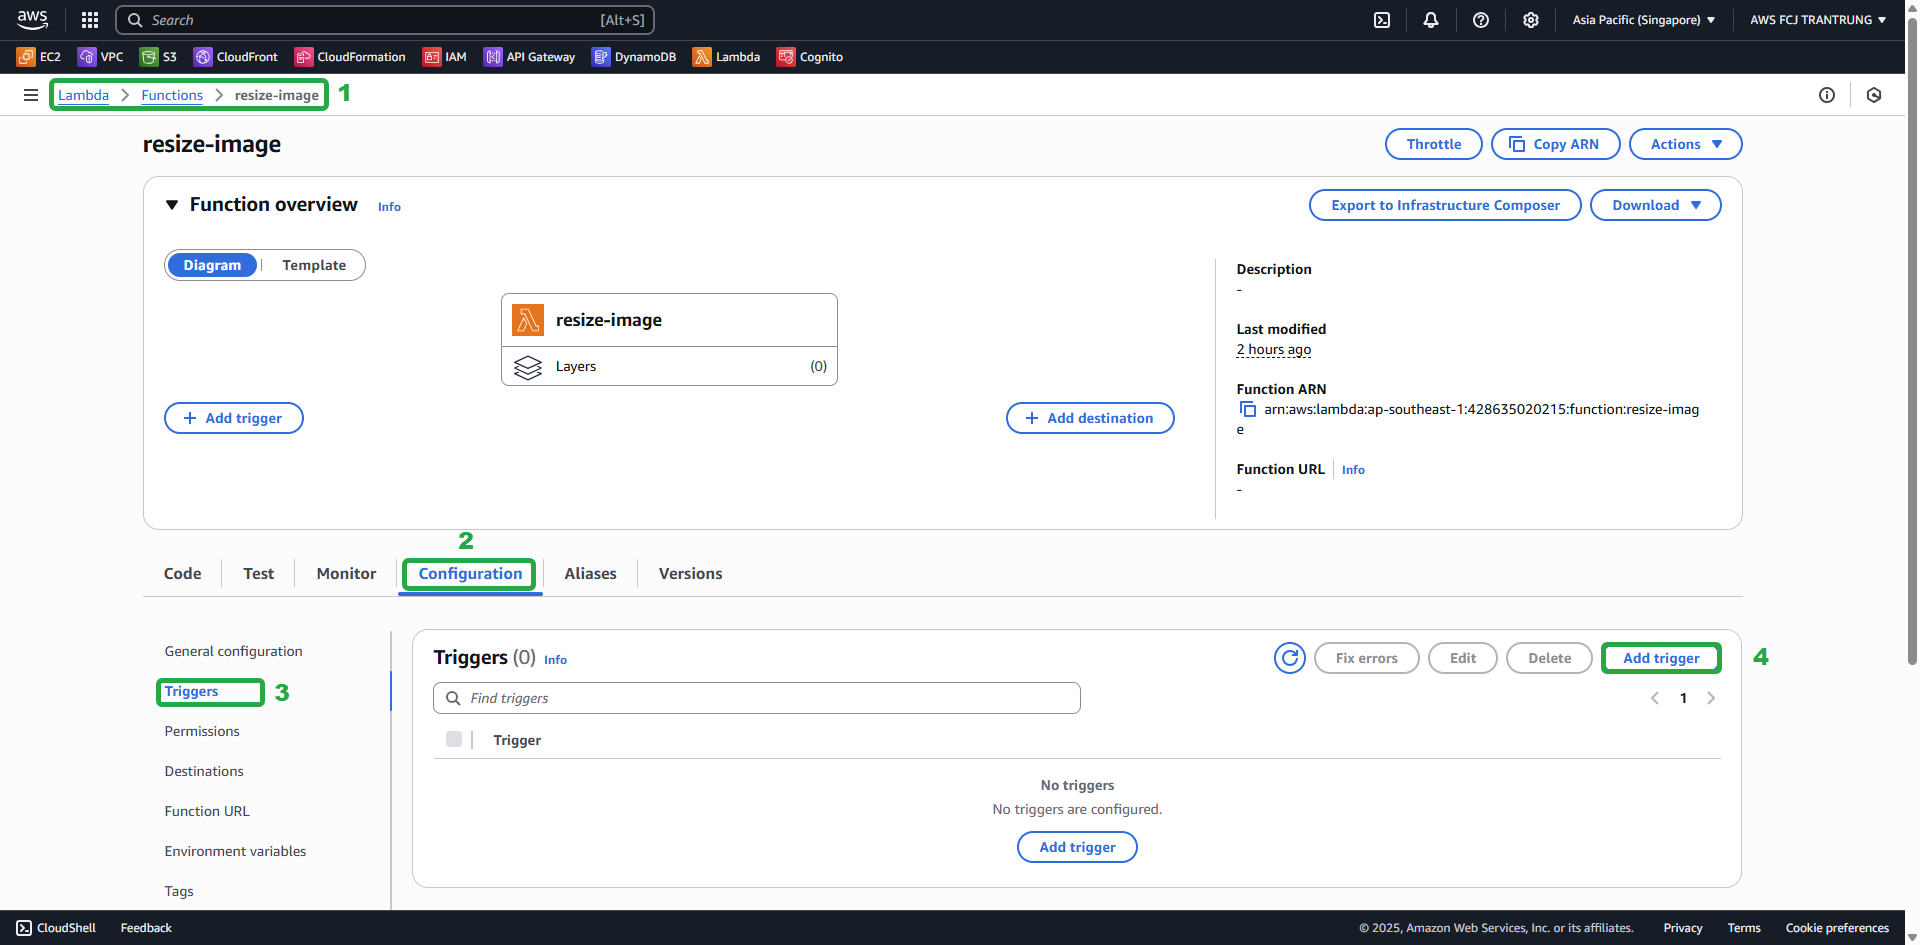 aws
Search [Alt+S]
Asia Pacific (Singapore) AWS FCJ TRANTRUNG
EC2 VPC S3 CloudFront CloudFormation IAM API Gateway DynamoDB Lambda Cognito
Lambda Functions resize-image 1
resize-image
Throttle Copy ARN Actions
Function overview Info
Export to Infrastructure Composer Download
Diagram Template
resize-image
Layers (0)
Add trigger
Add destination
Description
-
Last modified
2 hours ago
Function ARN
arn:aws:lambda:ap-southeast-1:428635020215:function:resize-imag
e
Function URL Info
-
2
Code Test Monitor Configuration Aliases Versions
General configuration
Triggers 3
Permissions
Destinations
Function URL
Environment variables
Tags
Triggers (0) Info
Fix errors Edit Delete Add trigger 4
Find triggers
1
Trigger
No triggers
No triggers are configured.
Add trigger
CloudShell Feedback
© 2025, Amazon Web Services, Inc. or its affiliates. Privacy Terms Cookie preferences